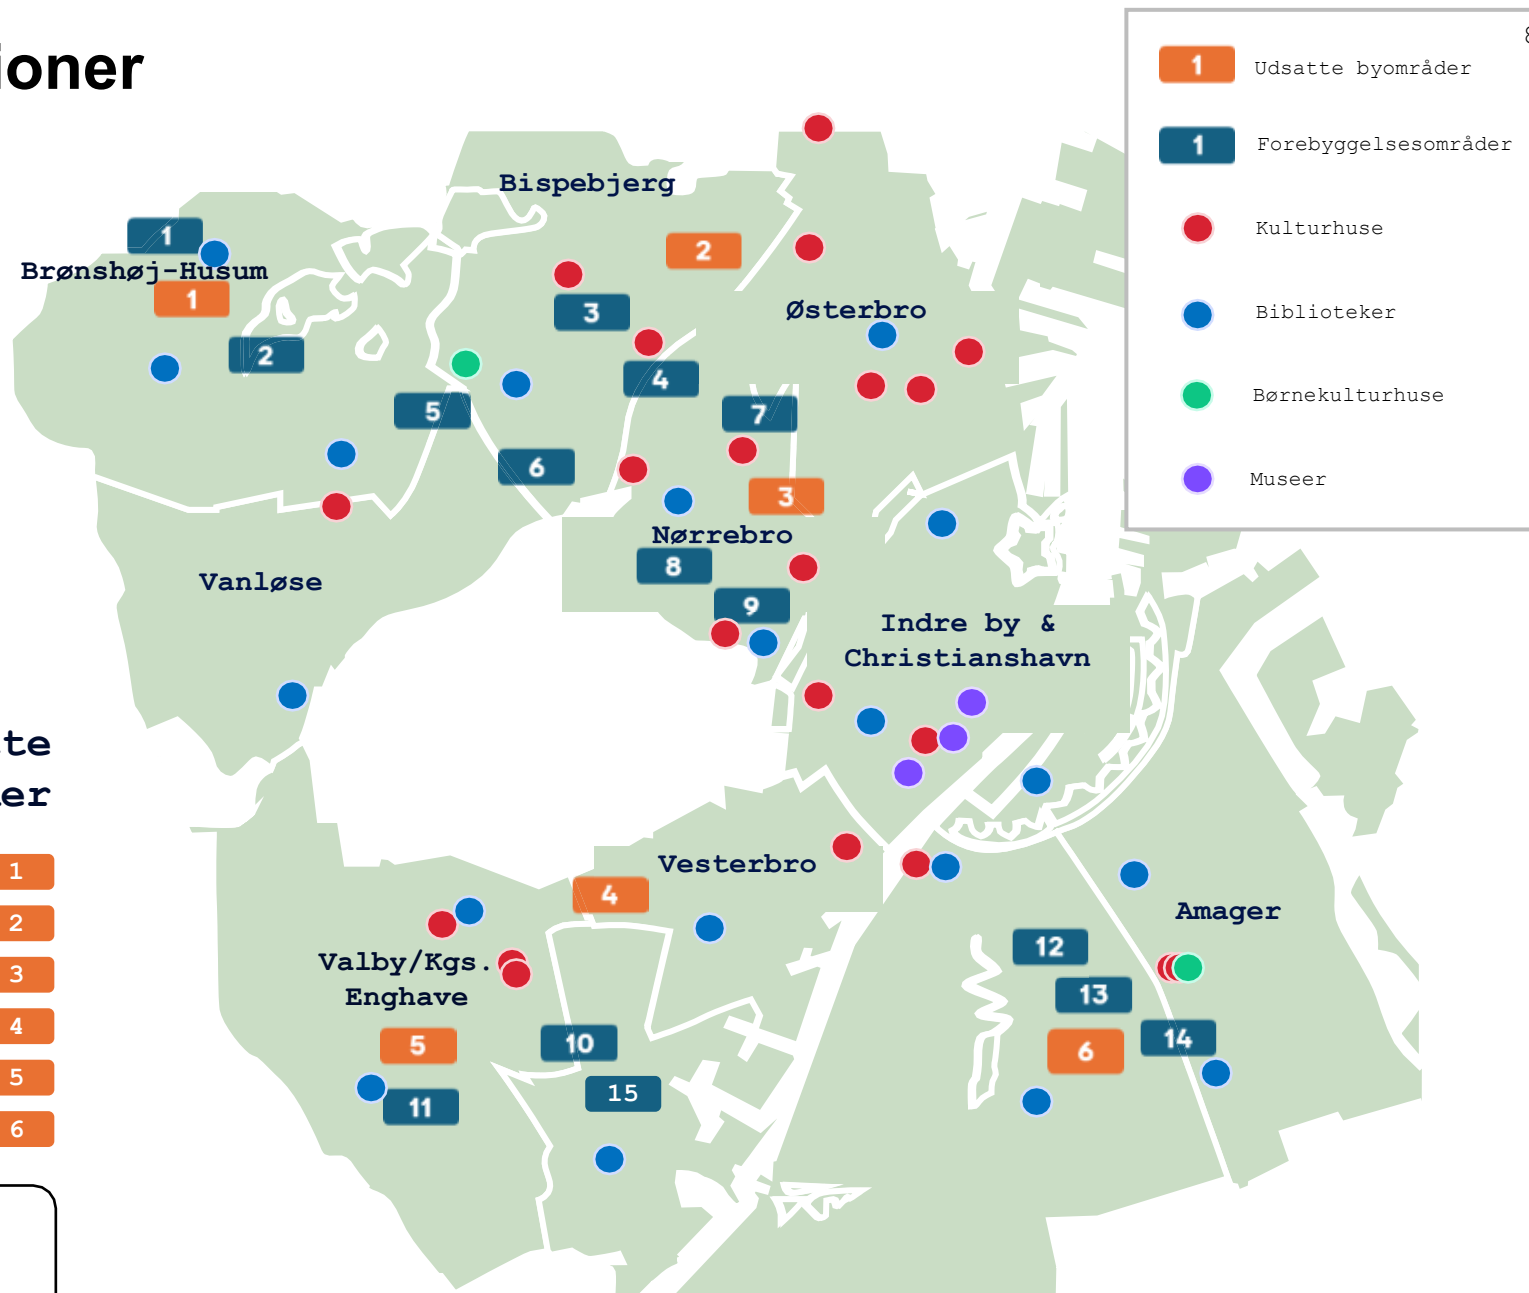 ioner
1 Udsatte byområder
1 Forebyggelsesområder
Kulturhuse
Biblioteker
Børnekulturhuse
Museer
Bispebjerg
1
2
Brønshøj-Husum
1
3
Østerbro
2
4
5
7
6
3
Nørrebro
8
Vanløse
9
Indre by &
Christianshavn
te
er
1
2
3
4
5
6
Vesterbro
4
Amager
12
Valby/Kgs.
Enghave
13
5
10
14
6
15
11